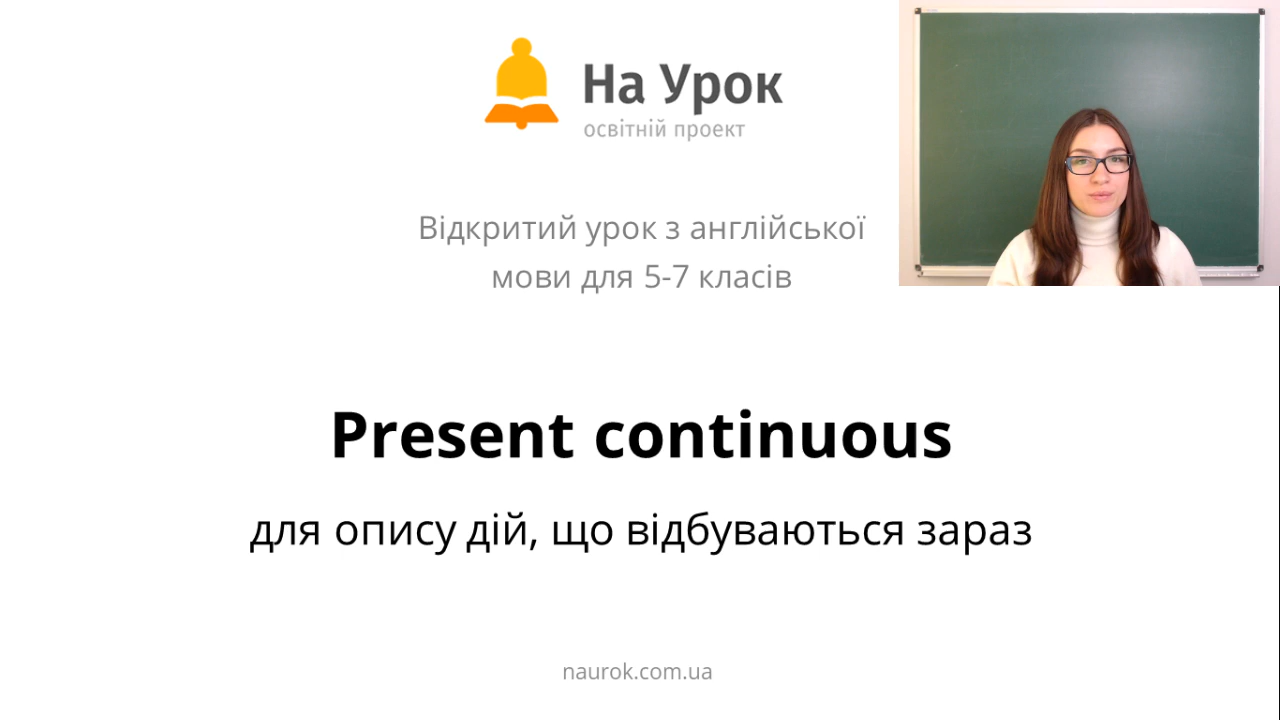 На Урок
освітній проект
Відкритий урок з англійської
мови для 5-7 класів
Present continuous
для опису дій, що відбуваються зараз
naurok.com.ua